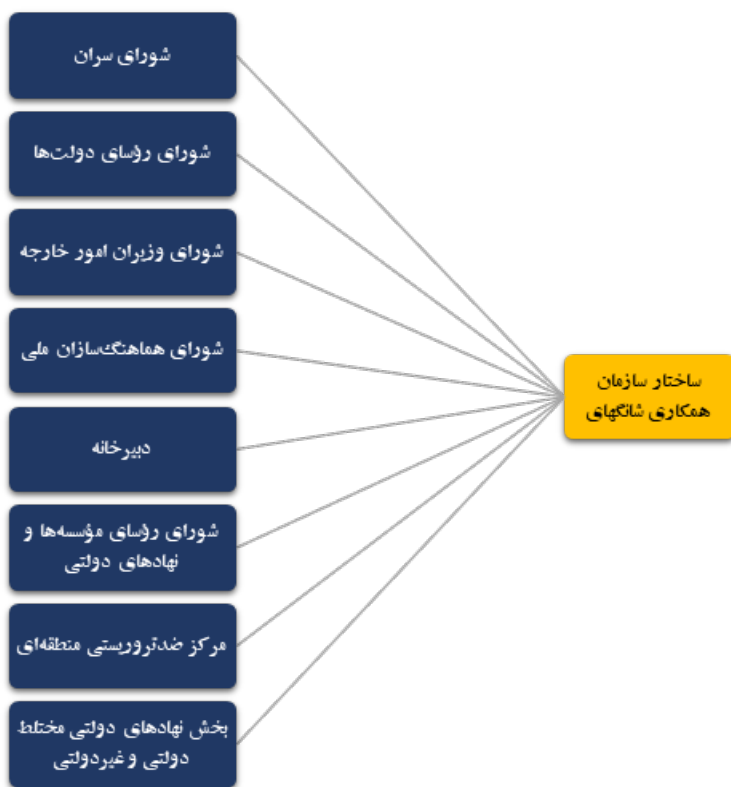 ساختار سازمان
همکاری شانگهای
شورای سران
شورای رؤسای دولت‌ها
شورای وزیران امور خارجه
شورای هماهنگ‌سازان ملی
دبیرخانه
شورای رؤسای مؤسسه‌ها و
نهادهای دولتی
مرکز ضدتروریستی منطقه‌ای
بخش نهادهای دولتی مختلط
دولتی و غیردولتی